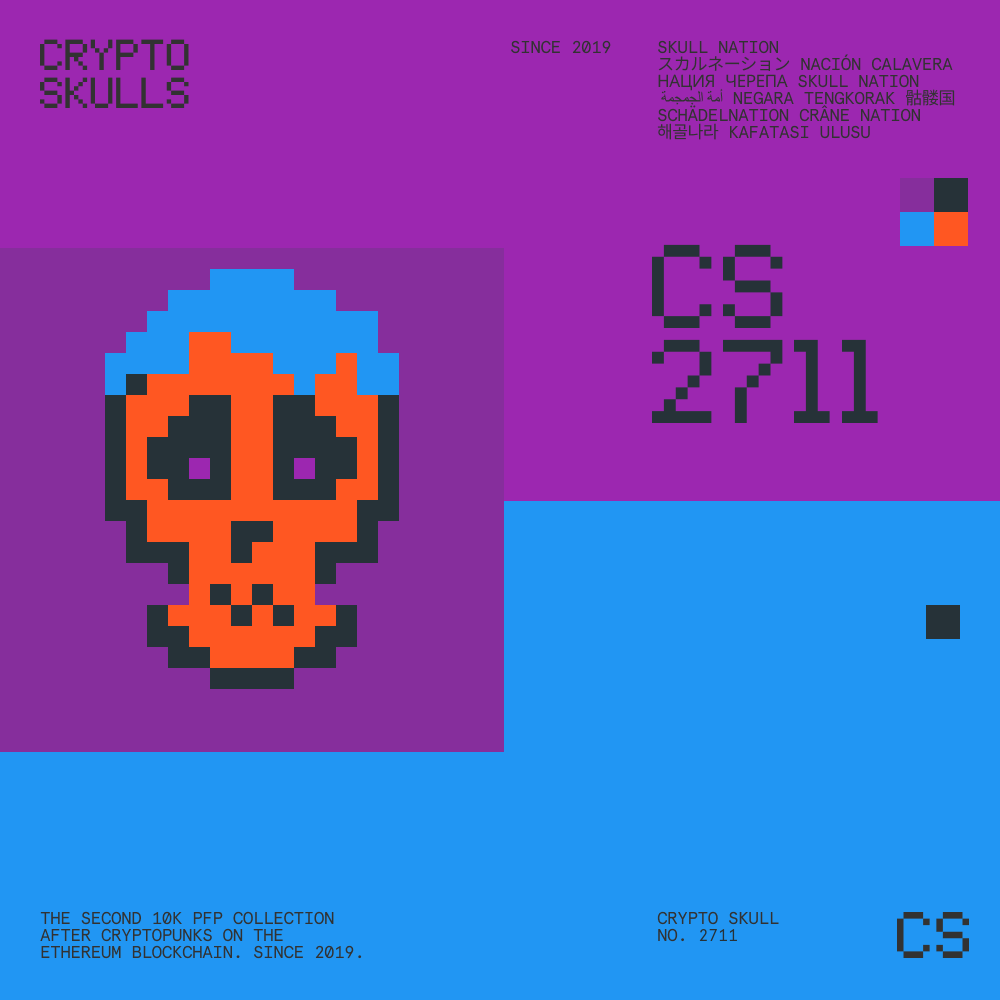 CRYPTO
SKULLS
SINCE 2019
SKULL NATION
スカルネーション NACIÓN CALAVERA
НАЦИЯ ЧЕРЕПА SKULL NATION
أمة الجمجمة NEGARA TENGKORAK 骷髅国
SCHÄDELNATION CRÂNE NATION
해골나라 KAFATASI ULUSU
CS
2711
THE SECOND 10K PFP COLLECTION
AFTER CRYPTOPUNKS ON THE
ETHEREUM BLOCKCHAIN. SINCE 2019.
CRYPTO SKULL
NO. 2711
CS